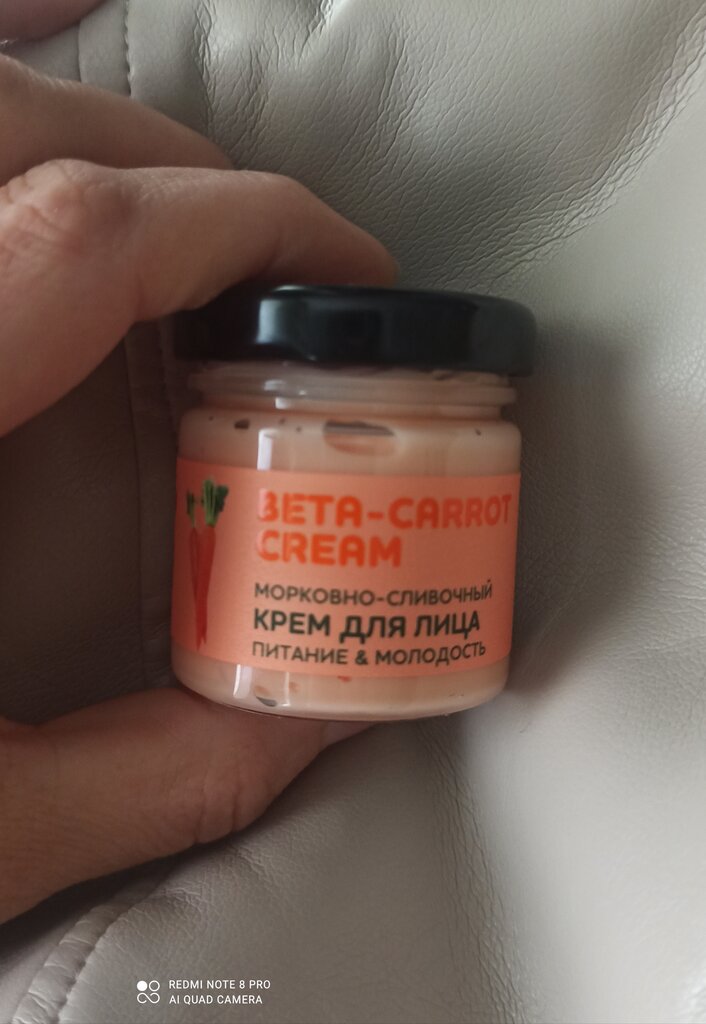 BETA-CARROT
CREAM
МОРКОВНО-СЛИВОЧНЫЙ
КРЕМ ДЛЯ ЛИЦА
ПИТАНИЕ & МОЛОДОСТЬ
REDMI NOTE 8 PRO
AI QUAD CAMERA